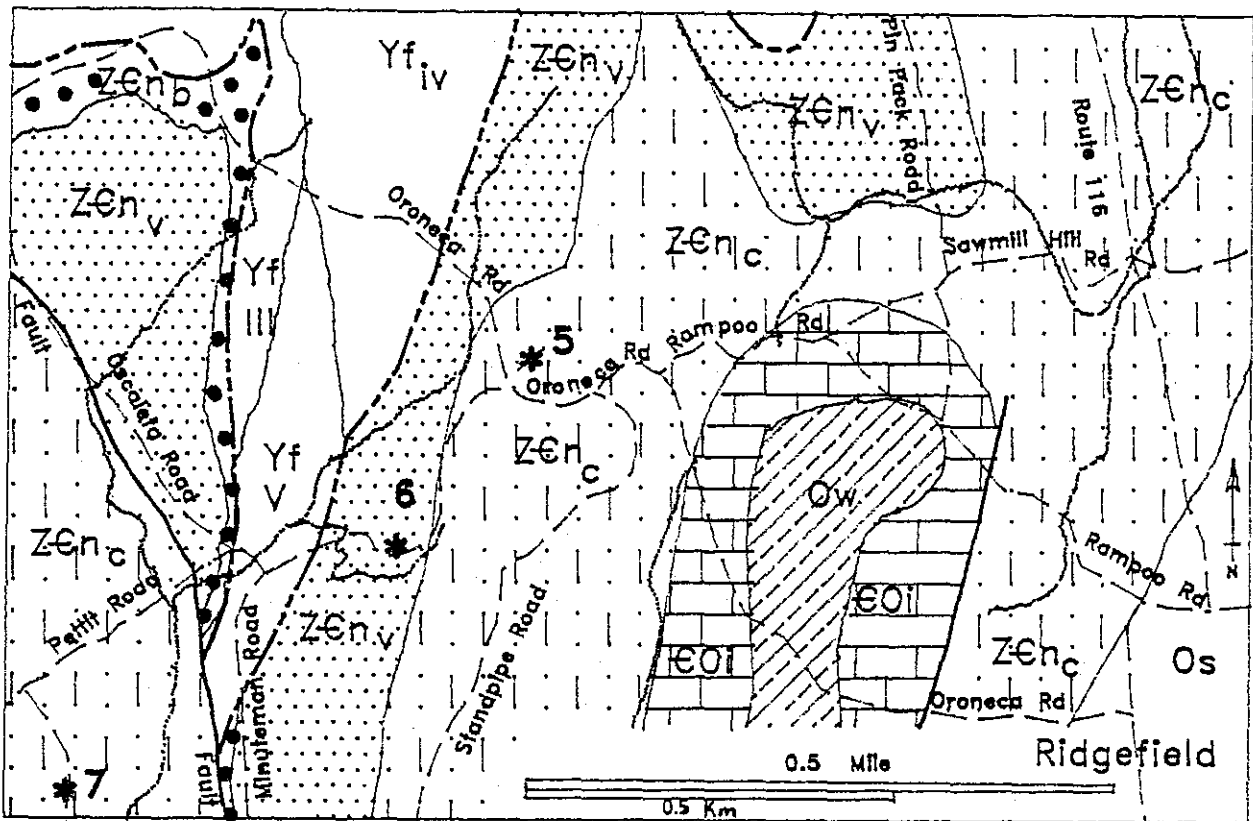 ZЄn b
Yf iv
ZЄn v
Pin Pack Rodd
ZЄn v
Route 116
ZЄn c
ZЄn v
Oroneca Rd
ZЄn c
Sawmill Hill Rd
Yf III
Fault
Oscaleta Road
5
Oroneca Rd
Rampoo Rd
ZЄn c
Yf V
6
Ow
ZЄn c
Pettit Road
Rampoo Rd
ZЄn v
ЄOi
ЄOi
ZЄn c
Os
Standpipe Road
Minuteman Road
Oroneca Rd
Fault
7
Ridgefield
0.5 Mile
0.5 Km